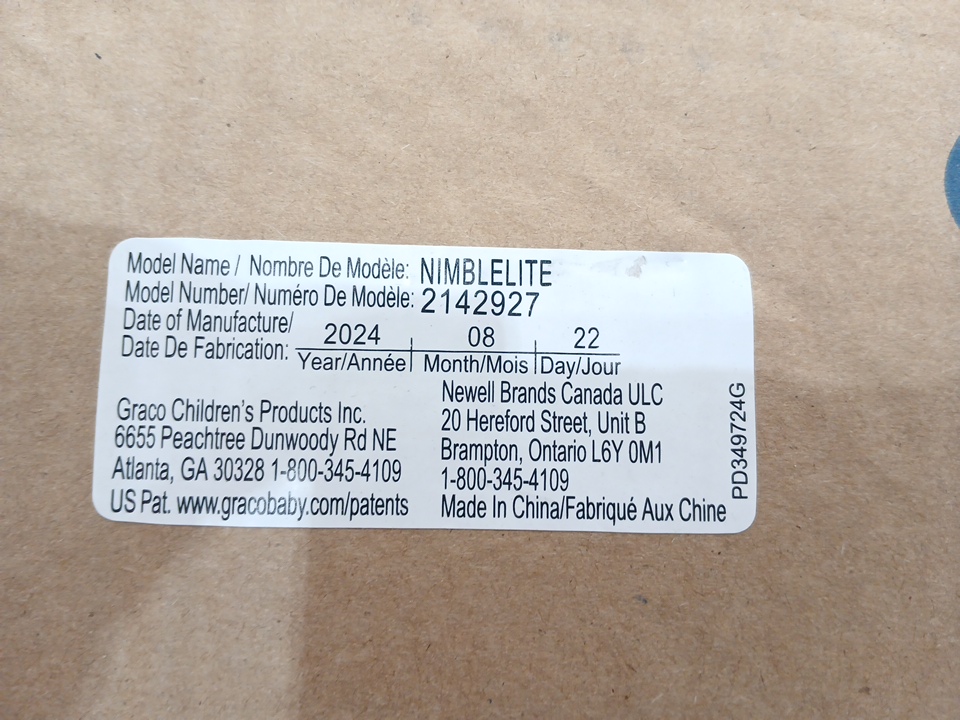 Model Name / Nombre De Modèle: NIMBLELITE
Model Number/ Numéro De Modèle: 2142927
Date of Manufacture/
Date De Fabrication:
2024 08 22
Year/Année Month/Mois Day/Jour
Graco Children's Products Inc.
6655 Peachtree Dunwoody Rd NE
Atlanta, GA 30328 1-800-345-4109
US Pat. www.gracobaby.com/patents
Newell Brands Canada ULC
20 Hereford Street, Unit B
Brampton, Ontario L6Y 0M1
1-800-345-4109
Made In China/Fabriqué Aux Chine
PD349724G